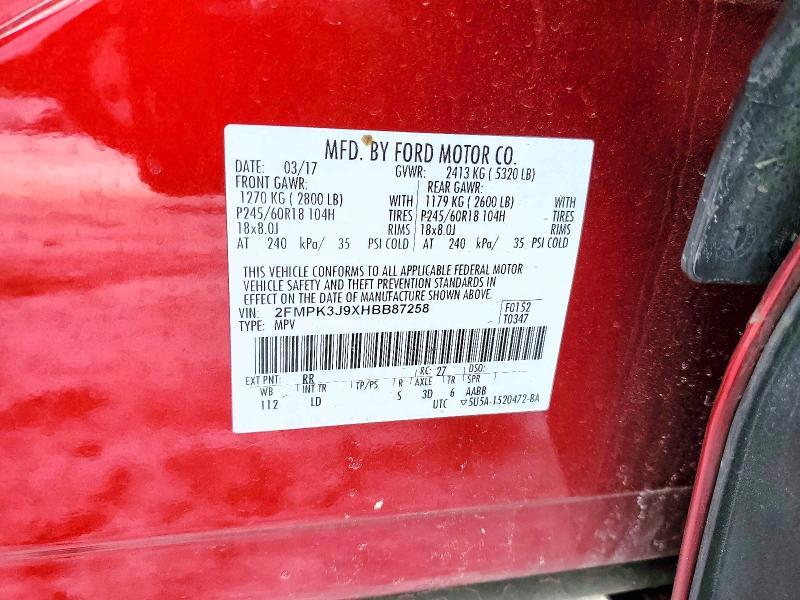 MFD. BY FORD MOTOR CO.
DATE: 03/17 GVWR: 2413 KG ( 5320 LB)
FRONT GAWR: REAR GAWR:
1270 KG ( 2800 LB) WITH 1179 KG ( 2600 LB) WITH
P245/60R18 104H TIRES P245/60R18 104H TIRES
18x8.0J RIMS 18x8.0J RIMS
AT 240 kPa/ 35 PSI COLD AT 240 kPa/ 35 PSI COLD
THIS VEHICLE CONFORMS TO ALL APPLICABLE FEDERAL MOTOR
VEHICLE SAFETY AND THEFT PREVENTION STANDARDS IN
EFFECT ON THE DATE OF MANUFACTURE SHOWN ABOVE.
VIN: 2FMPK3J9XHBB87258 F0152
TYPE: MPV T0347
EXT PNT: RR RC: 27 DSO:
WB INT TR TP/PS R AXLE TR SPR
112 LD S 3D 6 AABB
UTC ▽5U5A-1520472-BA